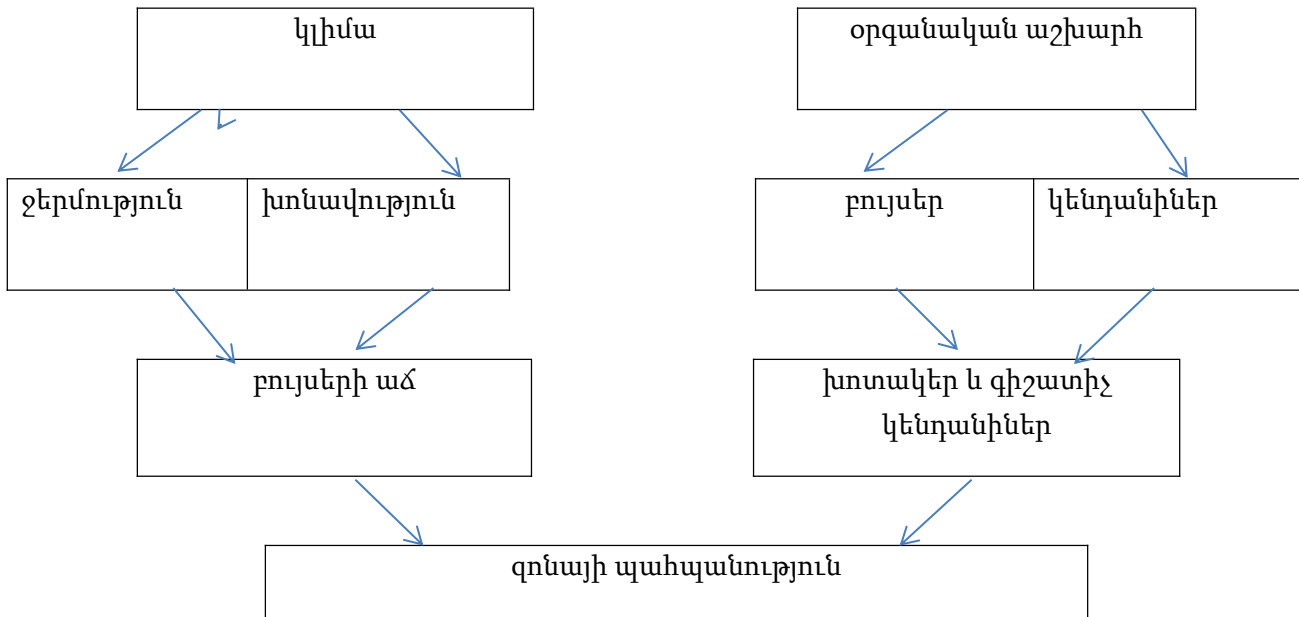 կլիմա
օրգանական աշխարհ
ջերմություն
խոնավություն
բույսեր
կենդանիներ
բույսերի աճ
խոտակեր և գիշատիչ
կենդանիներ
զոնայի պահպանություն